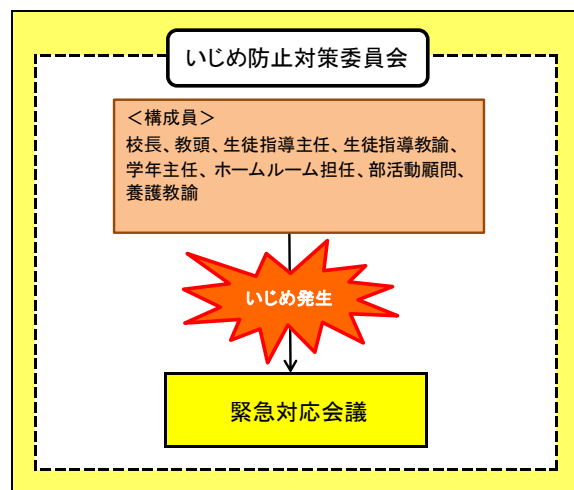 いじめ防止対策委員会
＜構成員＞
校長、教頭、生徒指導主任、生徒指導教諭、
学年主任、ホームルーム担任、部活動顧問、
養護教諭
いじめ発生
緊急対応会議